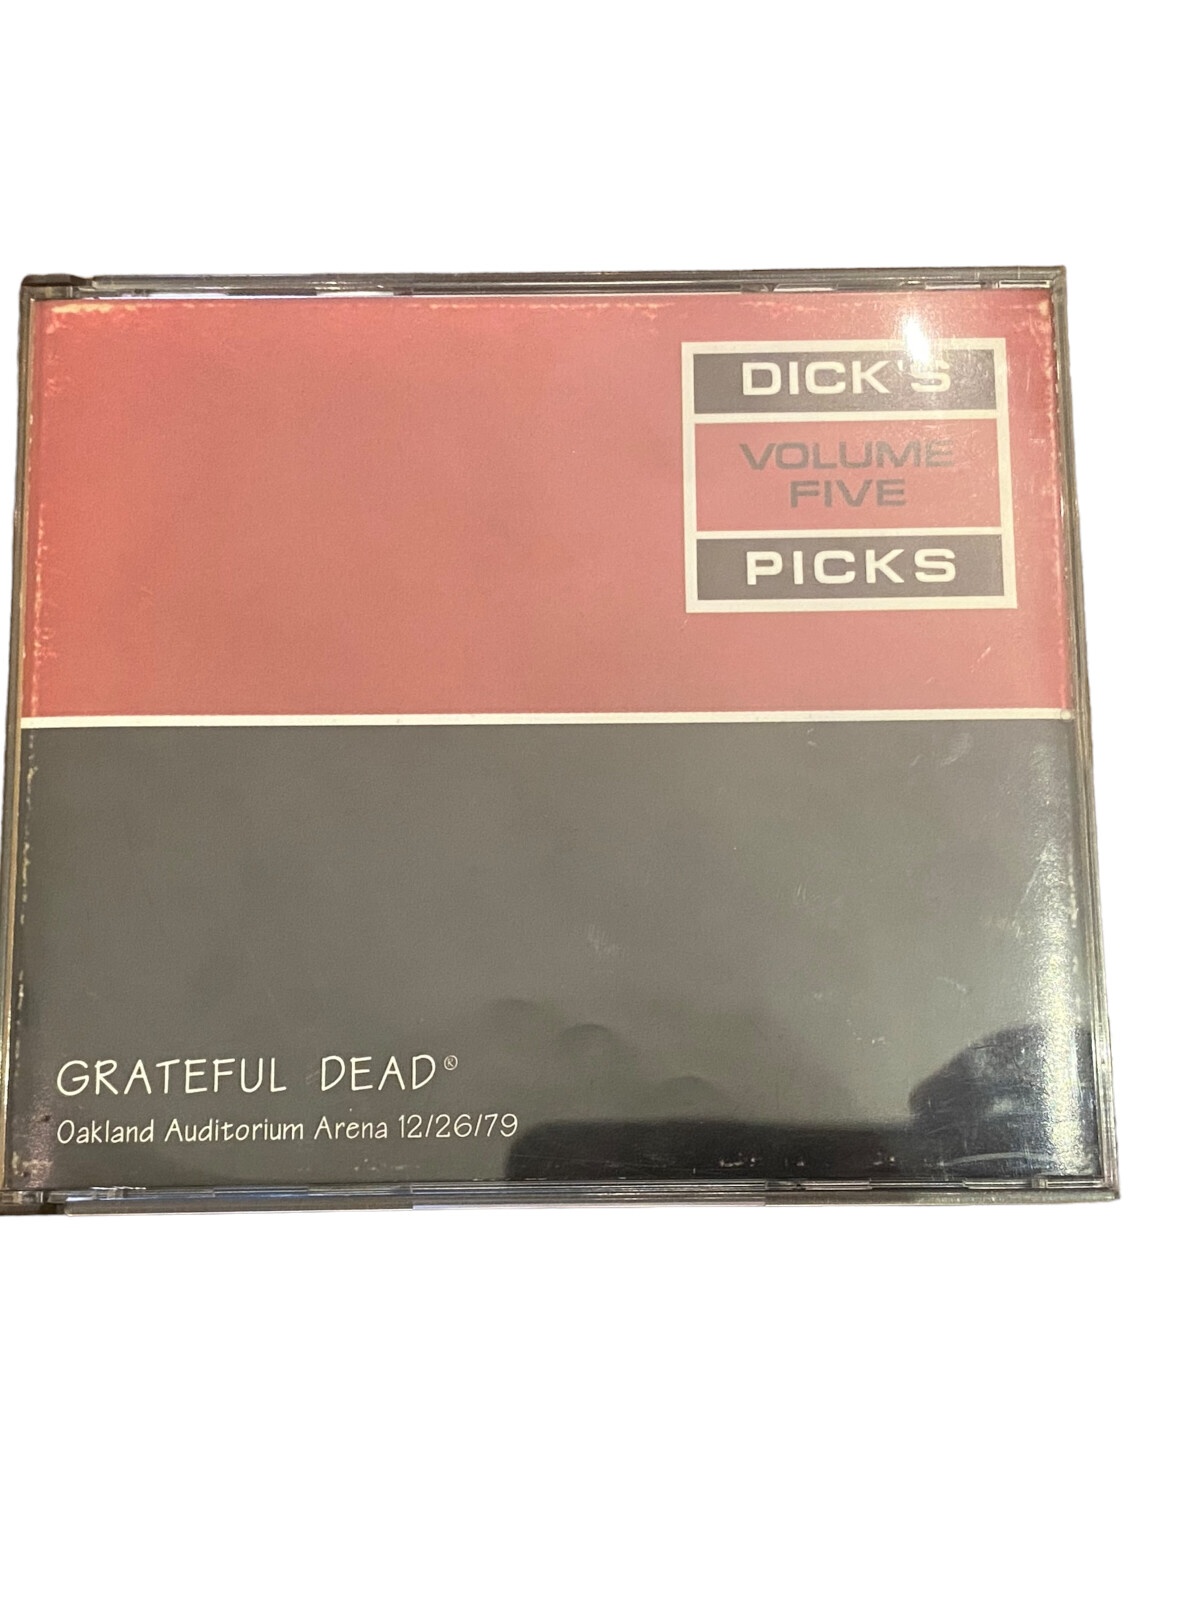 DICK'S
VOLUME
FIVE
PICKS
GRATEFUL DEAD®
Oakland Auditorium Arena 12/26/79